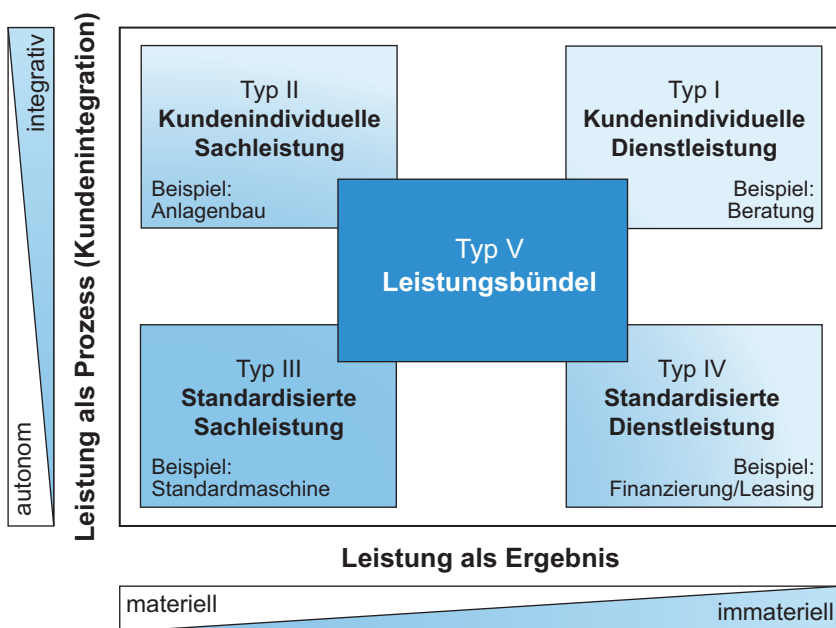 integrativ
autonom
Leistung als Prozess (Kundenintegration)
Typ II
Kundenindividuelle
Sachleistung
Beispiel:
Anlagenbau
Typ I
Kundenindividuelle
Dienstleistung
Beispiel:
Beratung
Typ V
Leistungsbündel
Typ III
Standardisierte
Sachleistung
Beispiel:
Standardmaschine
Typ IV
Standardisierte
Dienstleistung
Beispiel:
Finanzierung/Leasing
Leistung als Ergebnis
materiell
immateriell